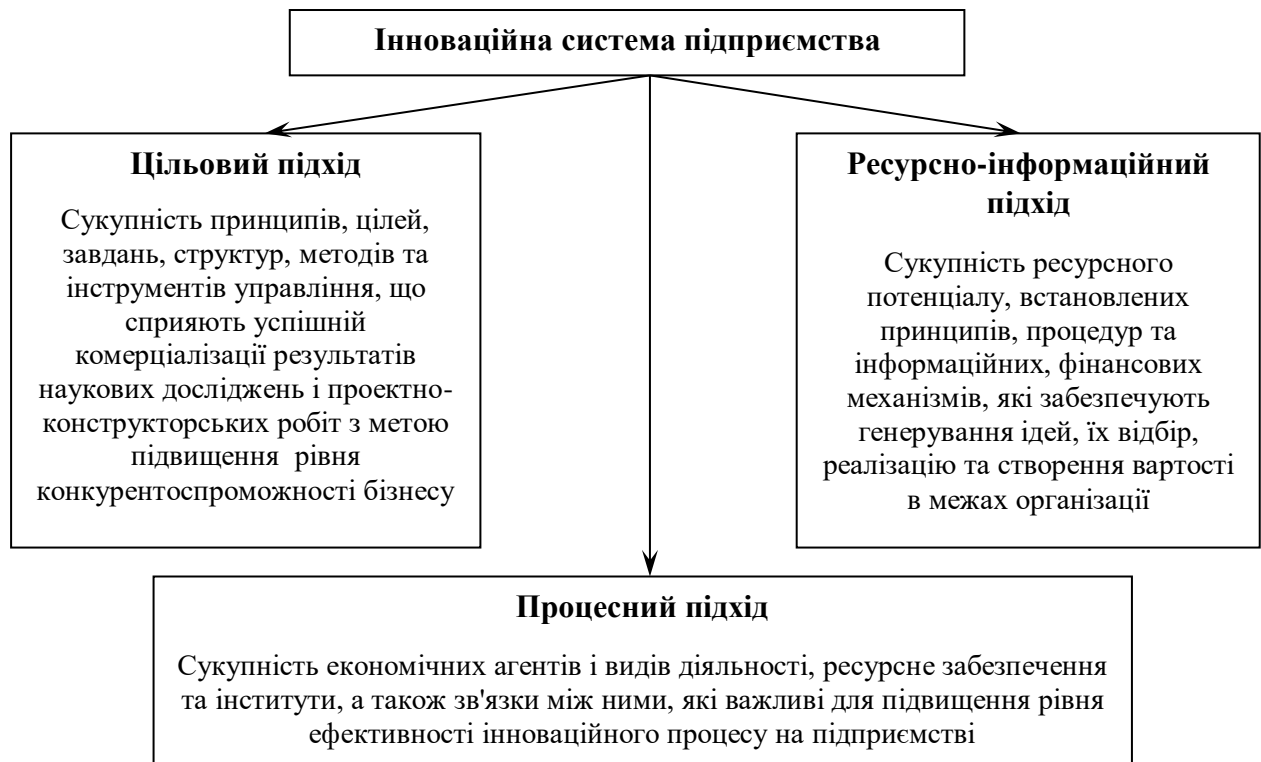 Інноваційна система підприємства
Цільовий підхід
Сукупність принципів, цілей,
завдань, структур, методів та
інструментів управління, що
сприяють успішній
комерціалізації результатів
наукових досліджень і проектно-
конструкторських робіт з метою
підвищення рівня
конкурентоспроможності бізнесу
Ресурсно-інформаційний
підхід
Сукупність ресурсного
потенціалу, встановлених
принципів, процедур та
інформаційних, фінансових
механізмів, які забезпечують
генерування ідей, їх відбір,
реалізацію та створення вартості
в межах організації
Процесний підхід
Сукупність економічних агентів і видів діяльності, ресурсне забезпечення
та інститути, а також зв'язки між ними, які важливі для підвищення рівня
ефективності інноваційного процесу на підприємстві